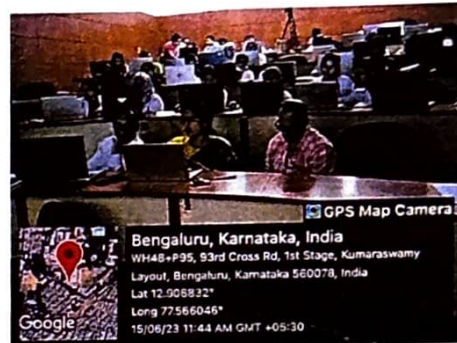 GPS Map Camera
Bengaluru, Karnataka, India
WH48+P95, 93rd Cross Rd, 1st Stage, Kumaraswamy
Layout, Bengaluru, Karnataka 560078, India
Lat 12.906832°
Long 77.566046°
15/06/23 11:44 AM GMT +05:30
Google